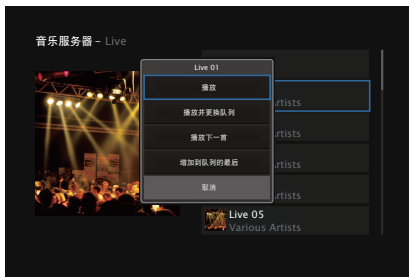 音乐服务器 – Live
Live 01
播放
播放并更换队列
播放下一首
增加到队列的最后
取消
Artists
Artists
Artists
Artists
Live 05
Various Artists